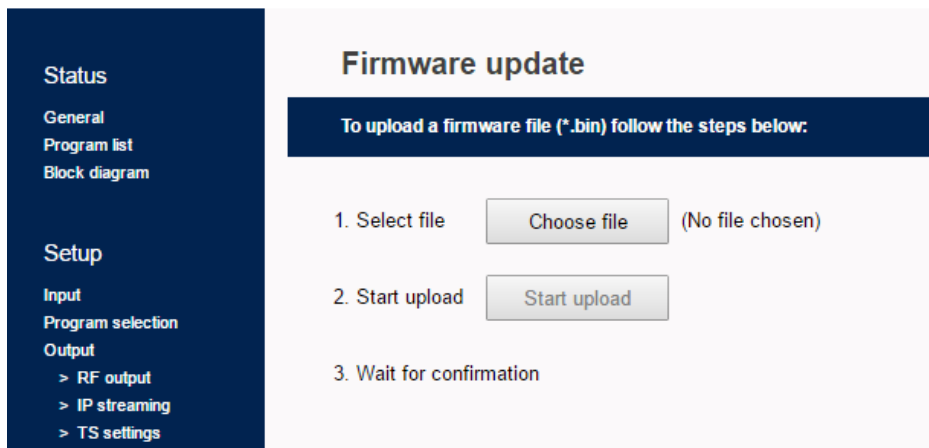 Status
General
Program list
Block diagram
Setup
Input
Program selection
Output
> RF output
> IP streaming
> TS settings
Firmware update
To upload a firmware file (*.bin) follow the steps below:
1. Select file Choose file (No file chosen)
2. Start upload Start upload
3. Wait for confirmation